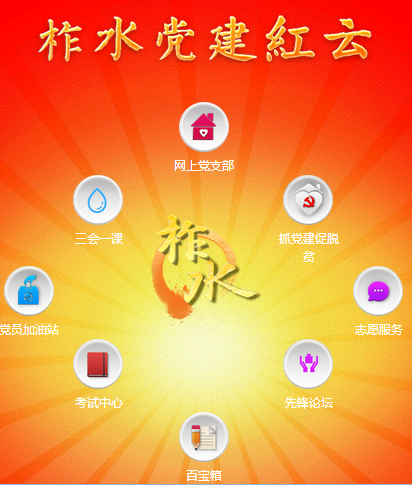 柞水党建紅云
网上党支部
三会一课
抓党建促脱
贫
柞
水
党员加油站
志愿服务
考试中心
先锋论坛
百宝箱